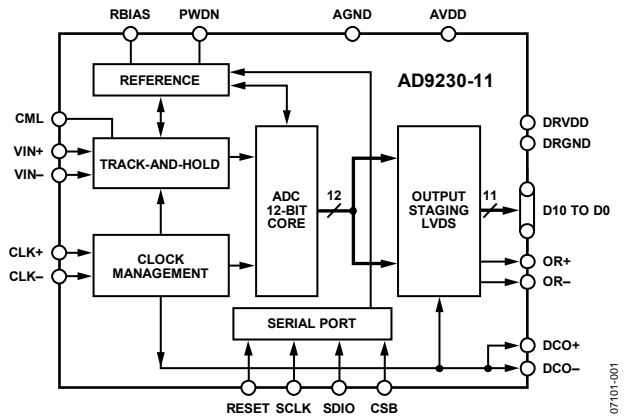 RBIAS PWDN AGND AVDD
REFERENCE
AD9230-11
CML
VIN+
VIN–
TRACK-AND-HOLD
ADC
12-BIT
CORE
12
OUTPUT
STAGING
LVDS
11
DRVDD
DRGND
D10 TO D0
OR+
OR–
CLK+
CLK–
CLOCK
MANAGEMENT
SERIAL PORT
DCO+
DCO–
RESET SCLK SDIO CSB
07101-001